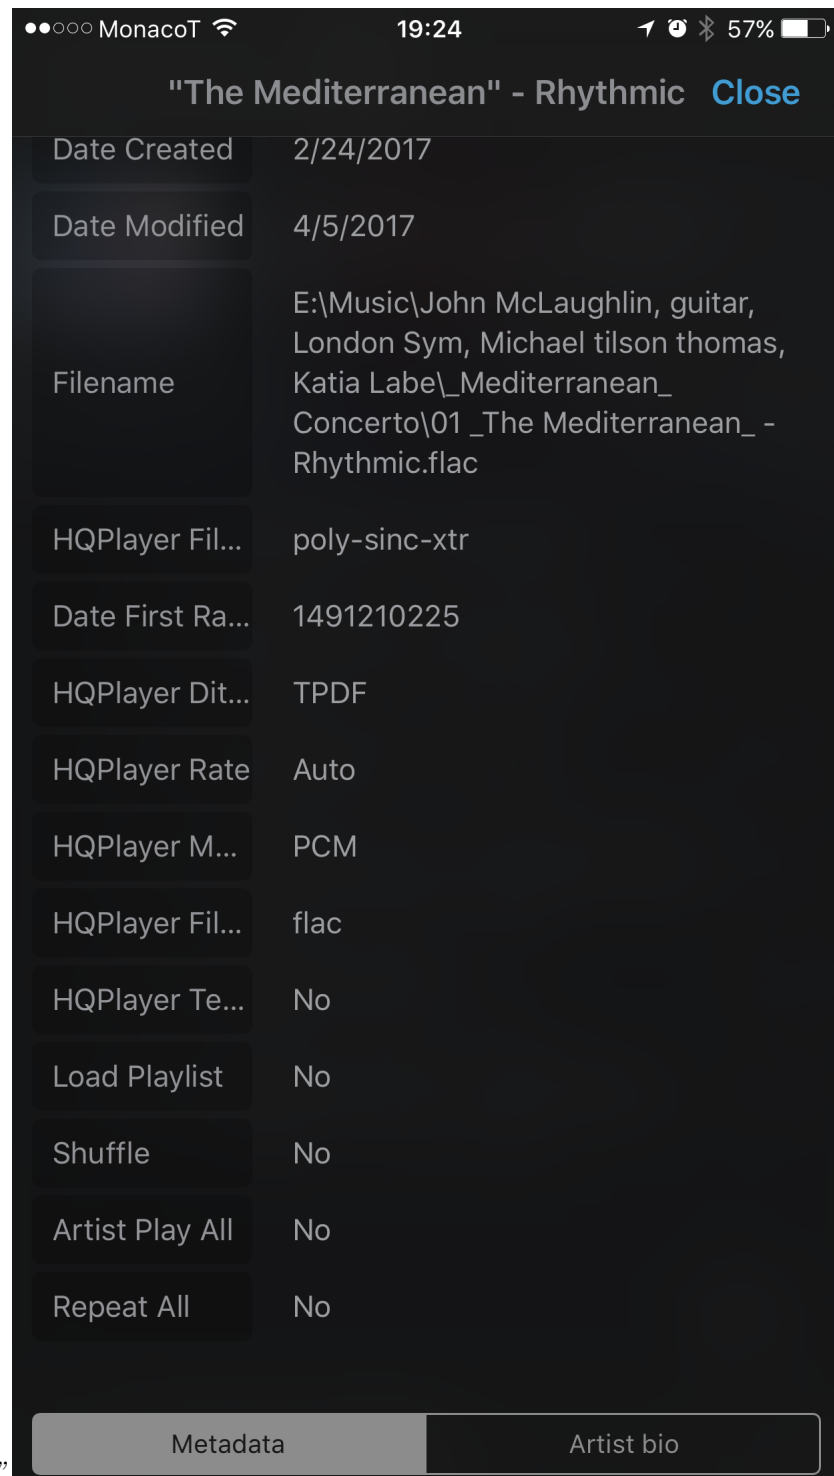 MonacoT 19:24 57%
"The Mediterranean" - Rhythmic Close
Date Created 2/24/2017
Date Modified 4/5/2017
Filename E:\Music\John McLaughlin, guitar,
London Sym, Michael tilson thomas,
Katia Labe\_Mediterranean_
Concerto\01 _The Mediterranean_ -
Rhythmic.flac
HQPlayer Fil... poly-sinc-xtr
Date First Ra... 1491210225
HQPlayer Dit... TPDF
HQPlayer Rate Auto
HQPlayer M... PCM
HQPlayer Fil... flac
HQPlayer Te... No
Load Playlist No
Shuffle No
Artist Play All No
Repeat All No
Metadata Artist bio
”